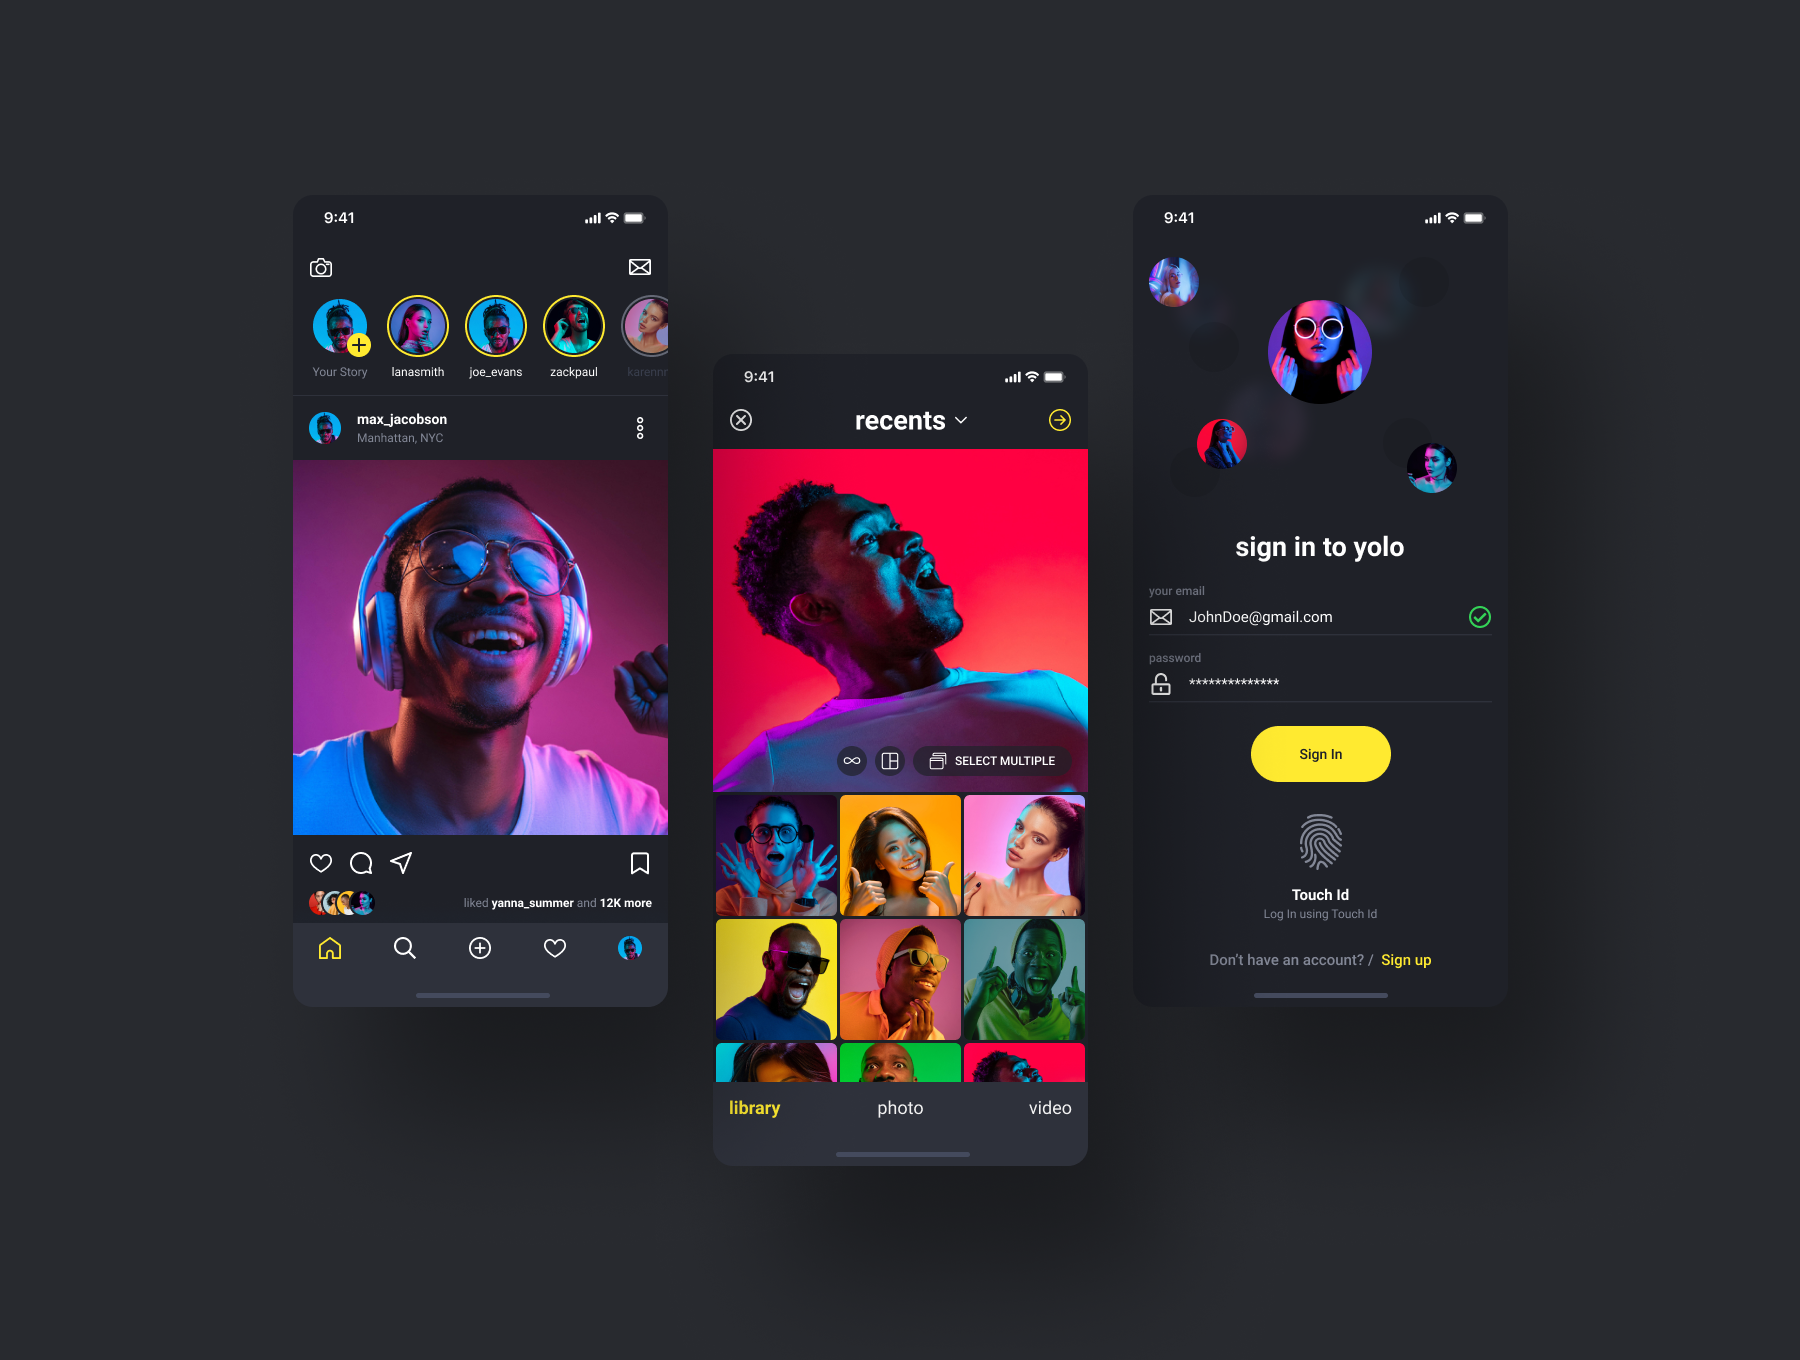 9:41
Your Story
lanasmith
joe_evans
zackpaul
max_jacobson
Manhattan, NYC
liked yanna_summer and 12K more
9:41
recents
SELECT MULTIPLE
library
photo
video
9:41
sign in to yolo
your email
JohnDoe@gmail.com
password
**************
Sign In
Touch Id
Log In using Touch Id
Don't have an account? / Sign up